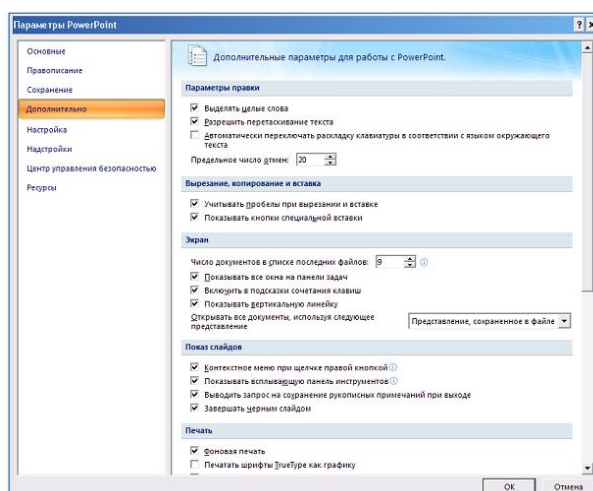 Параметры PowerPoint
Основные
Правописание
Сохранение
Дополнительно
Настройка
Надстройки
Центр управления безопасностью
Ресурсы
Дополнительные параметры для работы с PowerPoint.
Параметры правки
Выделять целые слова
Разрешить перетаскивание текста
Автоматически переключать раскладку клавиатуры в соответствии с языком окружающего
текста
Предельное число отмен: 20
Вырезание, копирование и вставка
Учитывать пробелы при вырезании и вставке
Показывать кнопки специальной вставки
Экран
Число документов в списке последних файлов: 9
Показывать все окна на панели задач
Включить в подсказки сочетания клавиш
Показывать вертикальную линейку
Открывать все документы, используя следующее
представление
Представление, сохраненное в файле
Показ слайдов
Контекстное меню при щелчке правой кнопкой
Показывать всплывающую панель инструментов
Выводить запрос на сохранение рукописных примечаний при выходе
Завершать черным слайдом
Печать
Фоновая печать
Печатать шрифты TrueType как графику
ОК Отмена